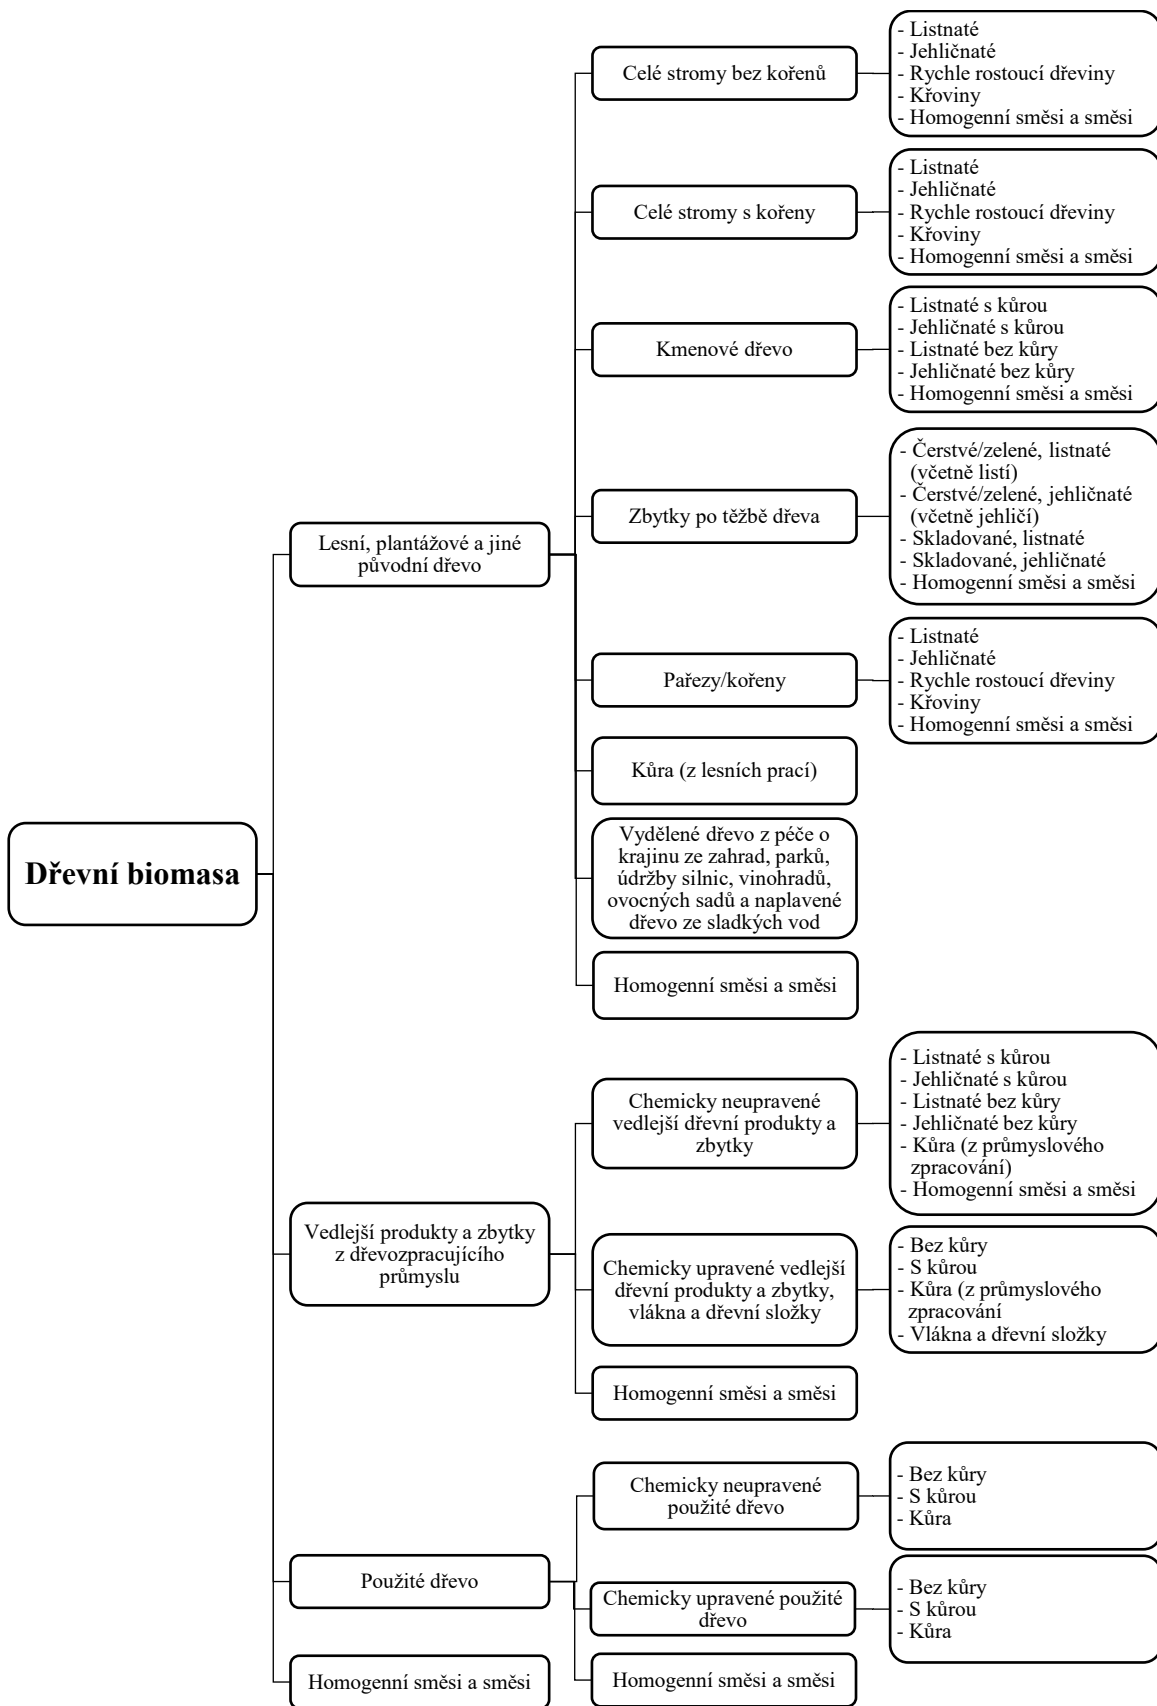 Dřevní biomasa
Lesní, plantážové a jiné
původní dřevo
Celé stromy bez kořenů
- Listnaté
- Jehličnaté
- Rychle rostoucí dřeviny
- Křoviny
- Homogenní směsi a směsi
Celé stromy s kořeny
- Listnaté
- Jehličnaté
- Rychle rostoucí dřeviny
- Křoviny
- Homogenní směsi a směsi
Kmenové dřevo
- Listnaté s kůrou
- Jehličnaté s kůrou
- Listnaté bez kůry
- Jehličnaté bez kůry
- Homogenní směsi a směsi
Zbytky po těžbě dřeva
- Čerstvé/zelené, listnaté
(včetně listí)
- Čerstvé/zelené, jehličnaté
(včetně jehličí)
- Skladované, listnaté
- Skladované, jehličnaté
- Homogenní směsi a směsi
Pařezy/kořeny
- Listnaté
- Jehličnaté
- Rychle rostoucí dřeviny
- Křoviny
- Homogenní směsi a směsi
Kůra (z lesních prací)
Vydělené dřevo z péče o
krajinu ze zahrad, parků,
údržby silnic, vinohradů,
ovocných sadů a naplavené
dřevo ze sladkých vod
Homogenní směsi a směsi
Vedlejší produkty a zbytky
z dřevozpracujícího
průmyslu
Chemicky neupravené
vedlejší dřevní produkty a
zbytky
- Listnaté s kůrou
- Jehličnaté s kůrou
- Listnaté bez kůry
- Jehličnaté bez kůry
- Kůra (z průmyslového
zpracování)
- Homogenní směsi a směsi
Chemicky upravené vedlejší
dřevní produkty a zbytky,
vlákna a dřevní složky
- Bez kůry
- S kůrou
- Kůra (z průmyslového
zpracování
- Vlákna a dřevní složky
Homogenní směsi a směsi
Použité dřevo
Chemicky neupravené
použité dřevo
- Bez kůry
- S kůrou
- Kůra
Chemicky upravené použité
dřevo
- Bez kůry
- S kůrou
- Kůra
Homogenní směsi a směsi
Homogenní směsi a směsi